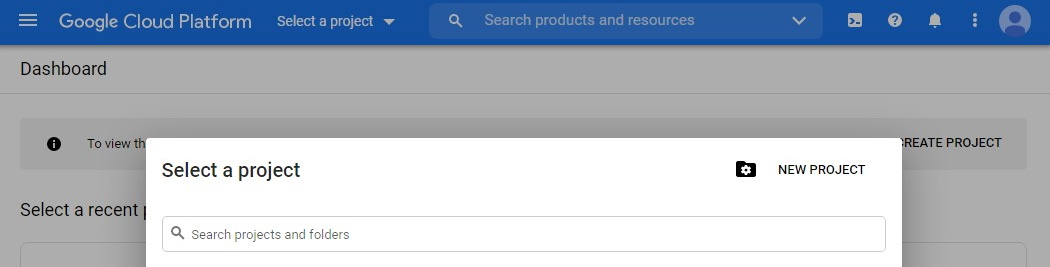 Google Cloud Platform Select a project Search products and resources
Dashboard
To view th CREATE PROJECT
Select a project NEW PROJECT
Select a recent
Search projects and folders